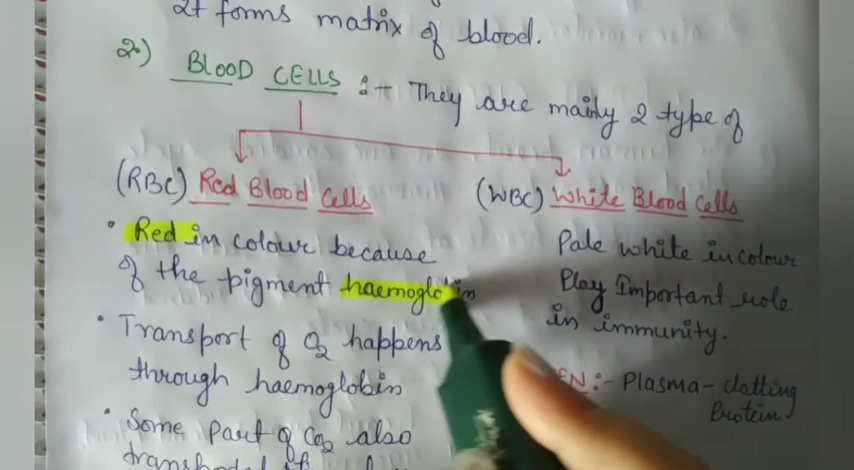 It forms matrix of blood.
2.) BLOOD CELLS :- They are mainly 2 type of
(RBC) Red Blood Cells
• Red in colour because
of the pigment haemoglobin
• Transport of O2 happens
through haemoglobin
• Some part of CO2 also
(WBC) White Blood Cells
Pale white in colour
Play Important role
in immunity.
:- Plasma-clotting
Protein